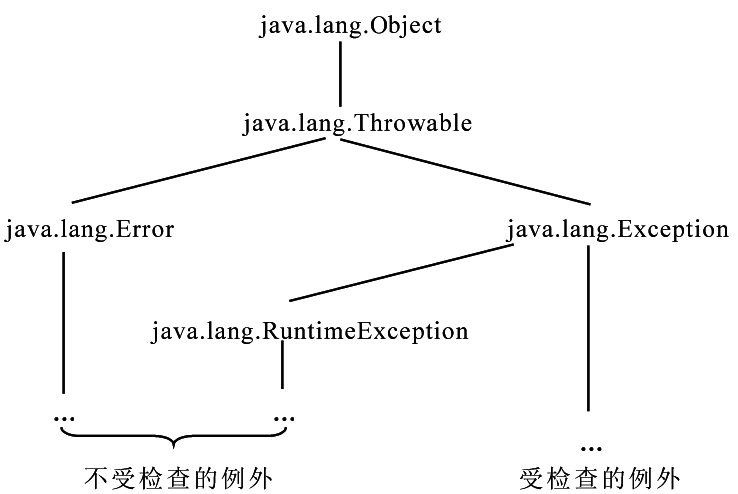 java.lang.Object
java.lang.Throwable
java.lang.Error
java.lang.Exception
java.lang.RuntimeException
...
...
...
不受检查的例外
受检查的例外